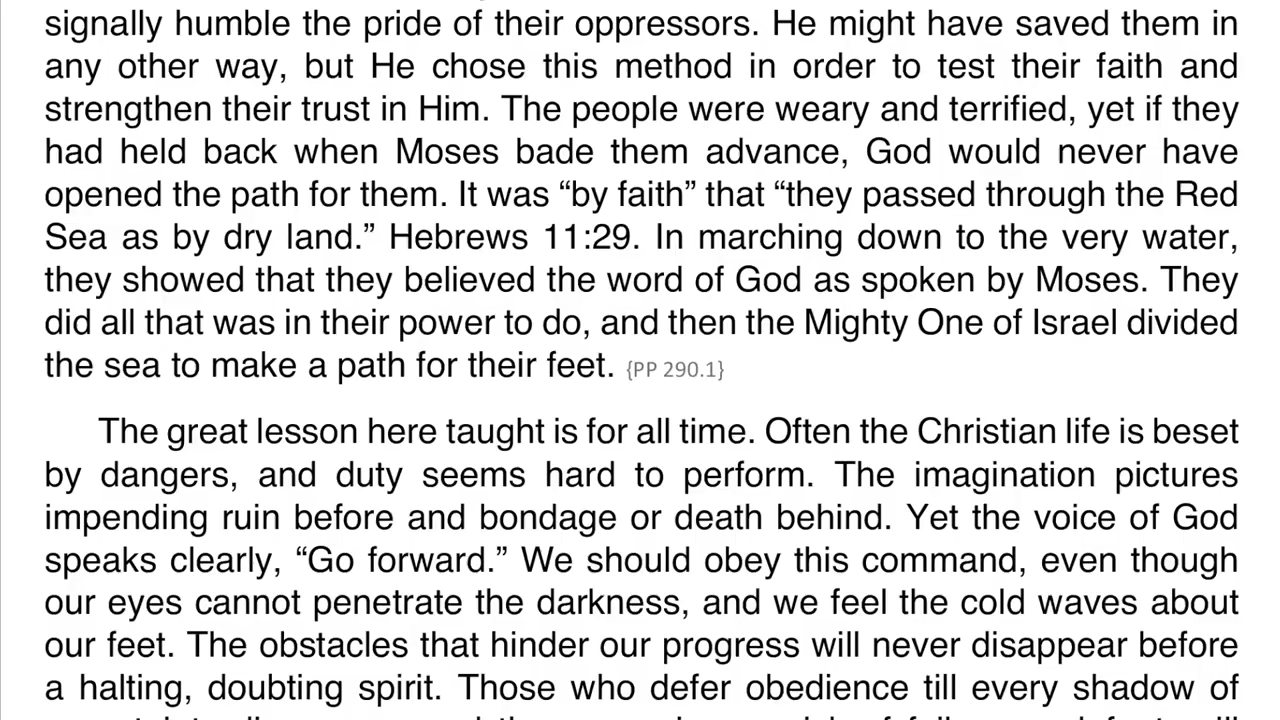 signally humble the pride of their oppressors. He might have saved them in
any other way, but He chose this method in order to test their faith and
strengthen their trust in Him. The people were weary and terrified, yet if they
had held back when Moses bade them advance, God would never have
opened the path for them. It was “by faith” that “they passed through the Red
Sea as by dry land.” Hebrews 11:29. In marching down to the very water,
they showed that they believed the word of God as spoken by Moses. They
did all that was in their power to do, and then the Mighty One of Israel divided
the sea to make a path for their feet. {PP 290.1}
The great lesson here taught is for all time. Often the Christian life is beset
by dangers, and duty seems hard to perform. The imagination pictures
impending ruin before and bondage or death behind. Yet the voice of God
speaks clearly, “Go forward.” We should obey this command, even though
our eyes cannot penetrate the darkness, and we feel the cold waves about
our feet. The obstacles that hinder our progress will never disappear before
a halting, doubting spirit. Those who defer obedience till every shadow of